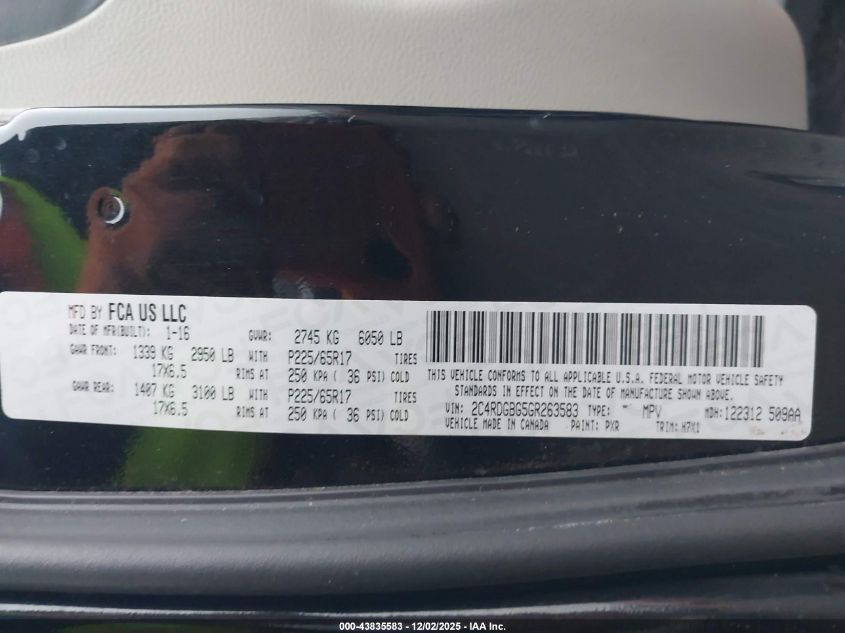 MFD BY FCA US LLC
DATE OF MFR(BUILT): 1-16 GVWR: 2745 KG 6050 LB
GAWR FRONT: 1339 KG 2950 LB WITH P225/65R17 TIRES
17X6.5 RIMS AT 250 KPA ( 36 PSI) COLD
GAWR REAR: 1407 KG 3100 LB WITH P225/65R17 TIRES
17X6.5 RIMS AT 250 KPA ( 36 PSI) COLD
THIS VEHICLE CONFORMS TO ALL APPLICABLE U.S.A. FEDERAL MOTOR VEHICLE SAFETY
STANDARDS IN EFFECT ON THE DATE OF MANUFACTURE SHOWN ABOVE.
VIN: 2C4RDGBG5GR263583 TYPE: MPV MDH: 122312 509AA
VEHICLE MADE IN CANADA PAINT: PXR TRIM: H7X1
000-43835583 - 12/02/2025 - IAA Inc.